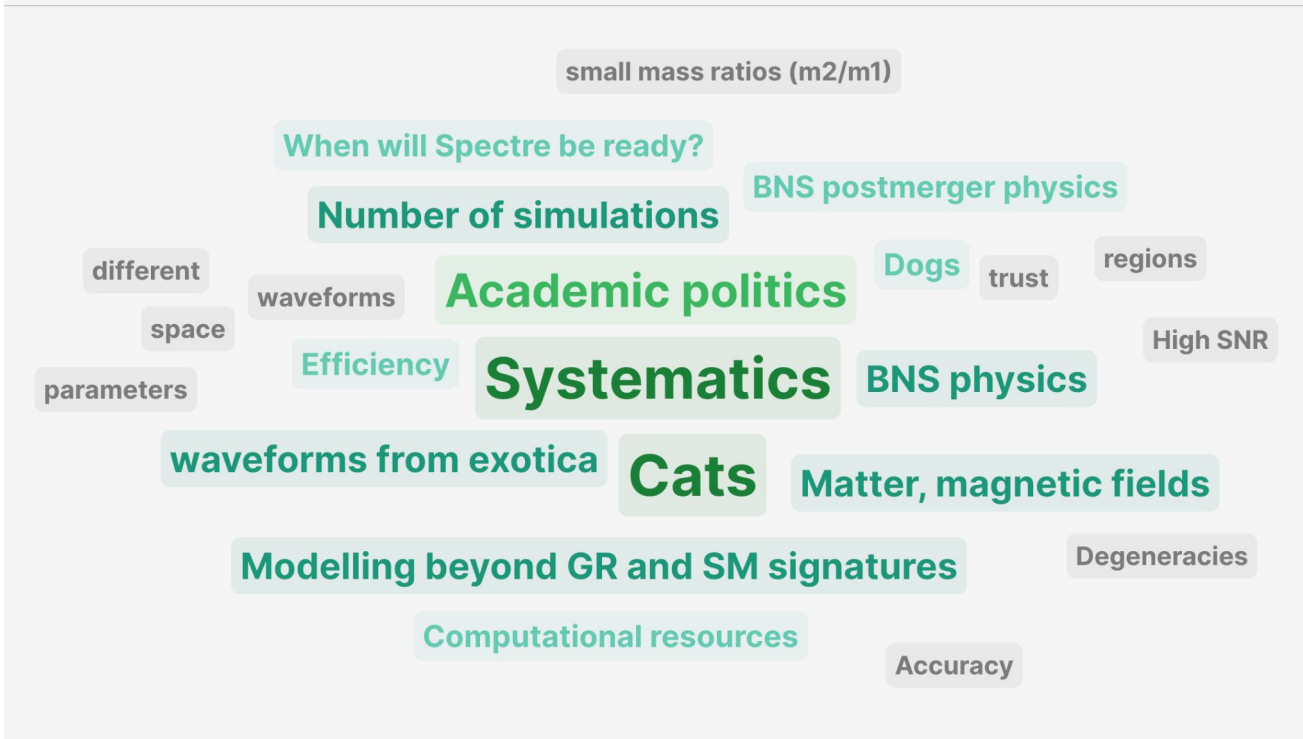 small mass ratios (m2/m1)
When will Spectre be ready?
BNS postmerger physics
Number of simulations
different
waveforms
Academic politics
Dogs
trust
regions
space
Efficiency
Systematics
BNS physics
High SNR
parameters
waveforms from exotica
Cats
Matter, magnetic fields
Modelling beyond GR and SM signatures
Degeneracies
Computational resources
Accuracy